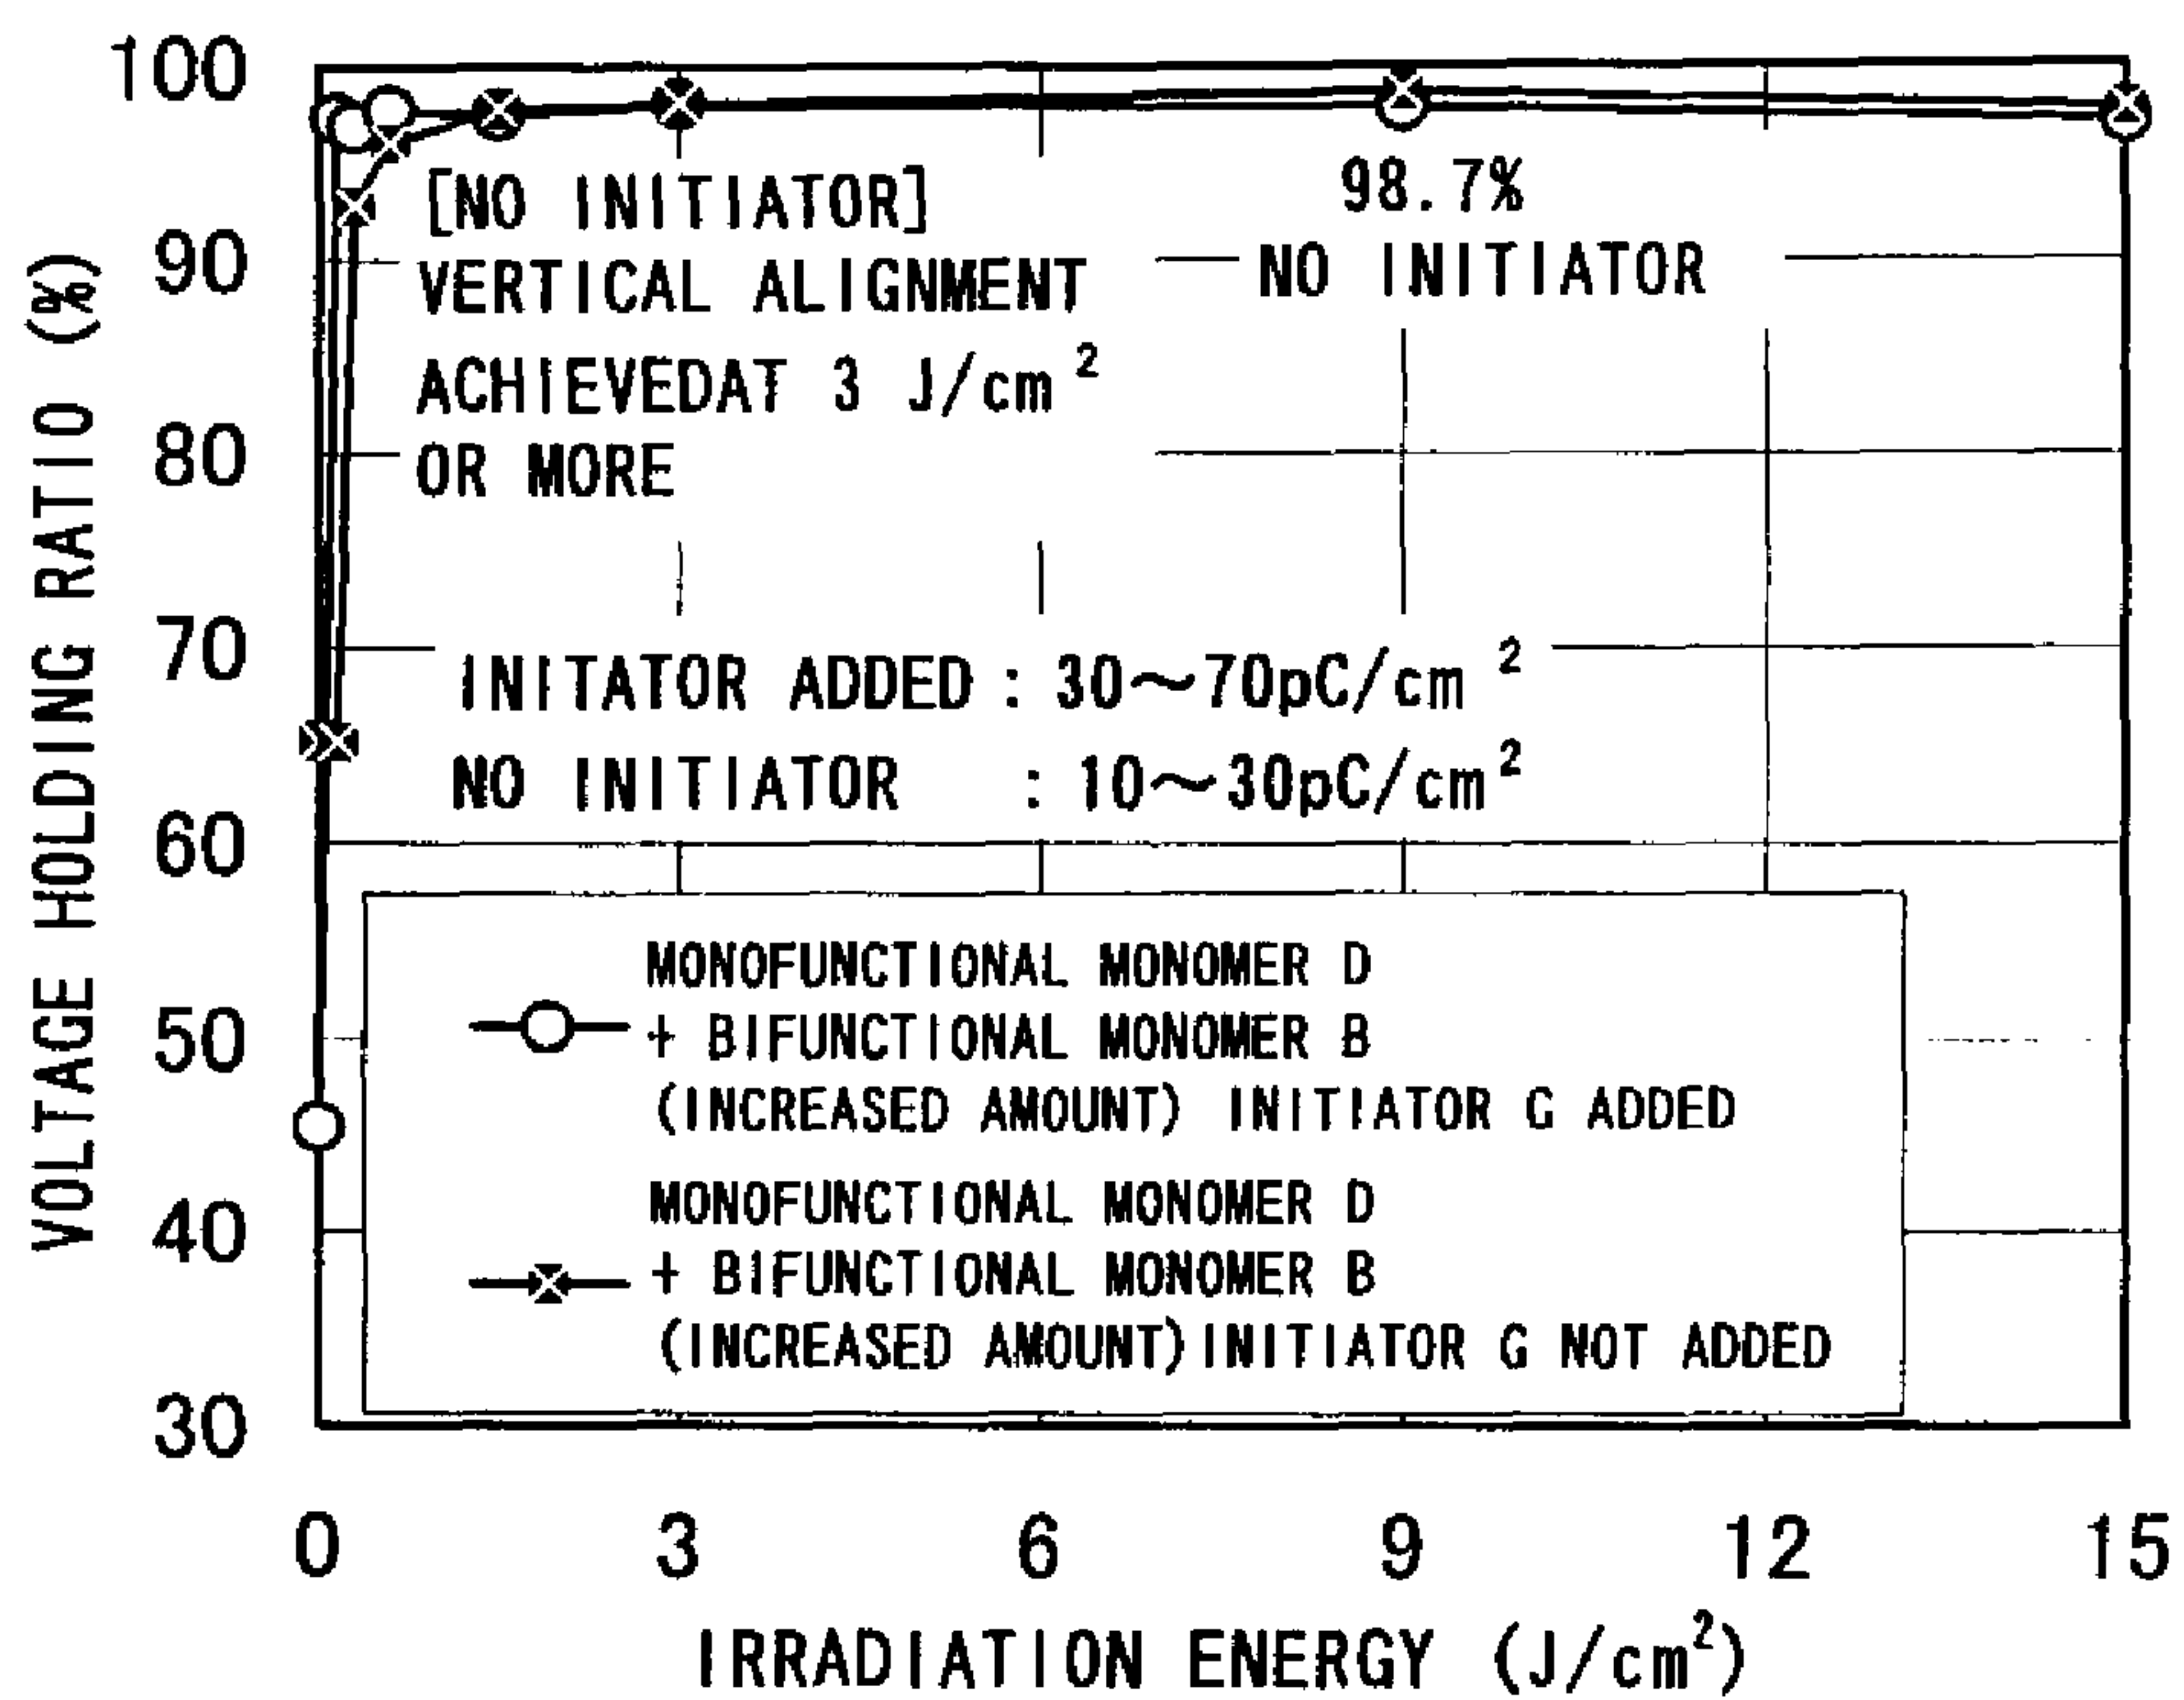 100
90
80
70
60
50
40
30
VOLTAGE HOLDING RATIO (%)
[NO INITIATOR]
VERTICAL ALIGNMENT
ACHIEVEDAT 3 J/cm²
OR MORE
98.7%
NO INITIATOR
INITATOR ADDED : 30～70pC/cm²
NO INITIATOR : 10～30pC/cm²
MONOFUNCTIONAL MONOMER D
+ BIFUNCTIONAL MONOMER B
(INCREASED AMOUNT) INITIATOR G ADDED
MONOFUNCTIONAL MONOMER D
+ BIFUNCTIONAL MONOMER B
(INCREASED AMOUNT) INITIATOR G NOT ADDED
0 3 6 9 12 15
IRRADIATION ENERGY (J/cm²)